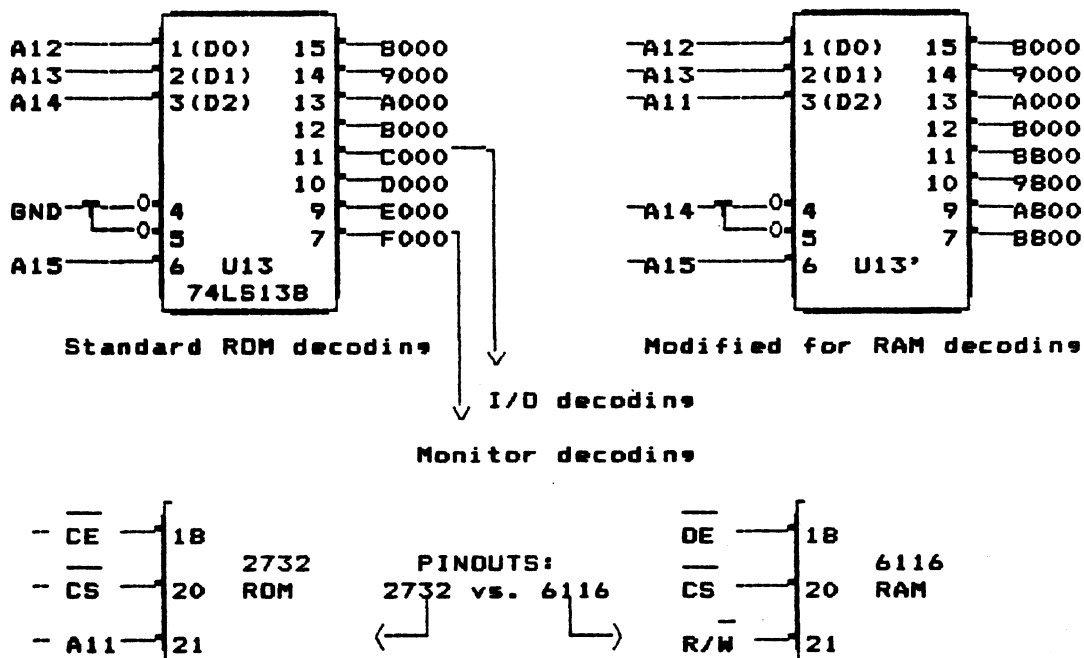 A12 1(D0) 15 8000
A13 2(D1) 14 9000
A14 3(D2) 13 A000
12 B000
11 C000
10 D000
GND 4 9 E000
5 7 F000
A15 6 U13
74LS138
Standard ROM decoding
A12 1(D0) 15 8000
A13 2(D1) 14 9000
A11 3(D2) 13 A000
12 B000
11 8800
10 9800
A14 4 9 A800
5 7 B800
A15 6 U13'
Modified for RAM decoding
I/O decoding
Monitor decoding
CE 18
2732
CS 20 ROM
A11 21
PINOUTS:
2732 vs. 6116
OE 18
6116
CS 20 RAM
R/W 21